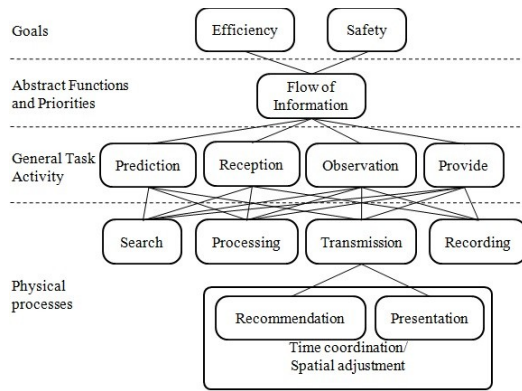 Goals
Efficiency
Safety
Abstract Functions
and Priorities
Flow of
Information
General Task
Activity
Prediction
Reception
Observation
Provide
Search
Processing
Transmission
Recording
Physical
processes
Recommendation
Presentation
Time coordination/
Spatial adjustment